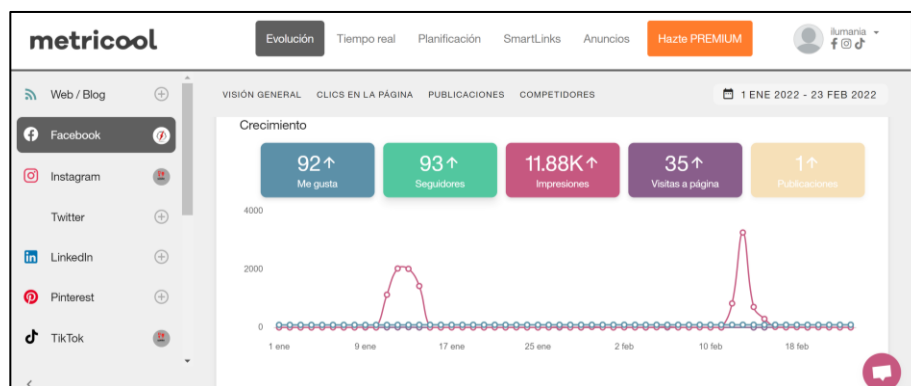 metricool
Evolución Tiempo real Planificación SmartLinks Anuncios Hazte PREMIUM ilumania
Web / Blog
Facebook
Instagram
Twitter
LinkedIn
Pinterest
TikTok
VISIÓN GENERAL CLICS EN LA PÁGINA PUBLICACIONES COMPETIDORES 1 ENE 2022 - 23 FEB 2022
Crecimiento
92↑
Me gusta
93↑
Seguidores
11.88K↑
Impresiones
35↑
Visitas a página
1↑
Publicaciones
4000
2000
0
1 ene 9 ene 17 ene 25 ene 2 feb 10 feb 18 feb